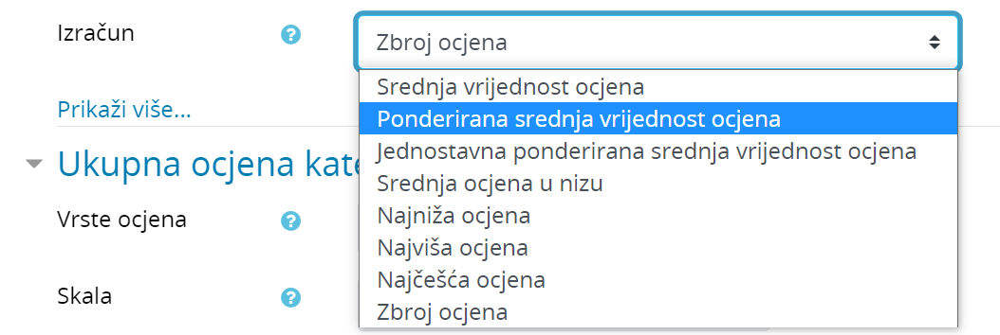 Izračun
Zbroj ocjena
Srednja vrijednost ocjena
Prikaži više...
Ponderirana srednja vrijednost ocjena
Jednostavna ponderirana srednja vrijednost ocjena
Ukupna ocjena kate
Srednja ocjena u nizu
Vrste ocjena
Najniža ocjena
Najviša ocjena
Najčešća ocjena
Skala
Zbroj ocjena